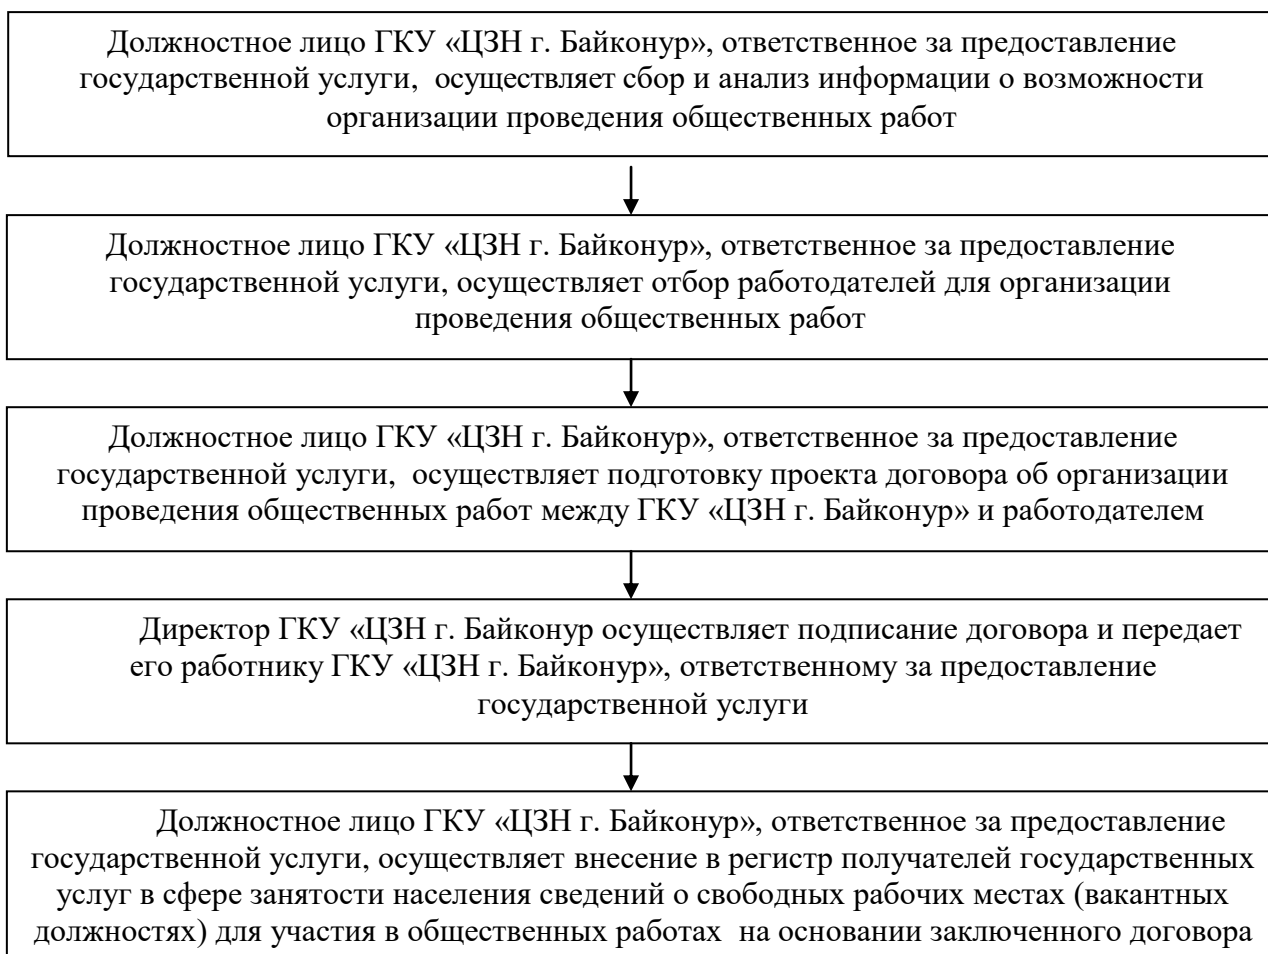 Должностное лицо ГКУ «ЦЗН г. Байконур», ответственное за предоставление
государственной услуги, осуществляет сбор и анализ информации о возможности
организации проведения общественных работ
Должностное лицо ГКУ «ЦЗН г. Байконур», ответственное за предоставление
государственной услуги, осуществляет отбор работодателей для организации
проведения общественных работ
Должностное лицо ГКУ «ЦЗН г. Байконур», ответственное за предоставление
государственной услуги, осуществляет подготовку проекта договора об организации
проведения общественных работ между ГКУ «ЦЗН г. Байконур» и работодателем
Директор ГКУ «ЦЗН г. Байконур осуществляет подписание договора и передает
его работнику ГКУ «ЦЗН г. Байконур», ответственному за предоставление
государственной услуги
Должностное лицо ГКУ «ЦЗН г. Байконур», ответственное за предоставление
государственной услуги, осуществляет внесение в регистр получателей государственных
услуг в сфере занятости населения сведений о свободных рабочих местах (вакантных
должностях) для участия в общественных работах на основании заключенного договора